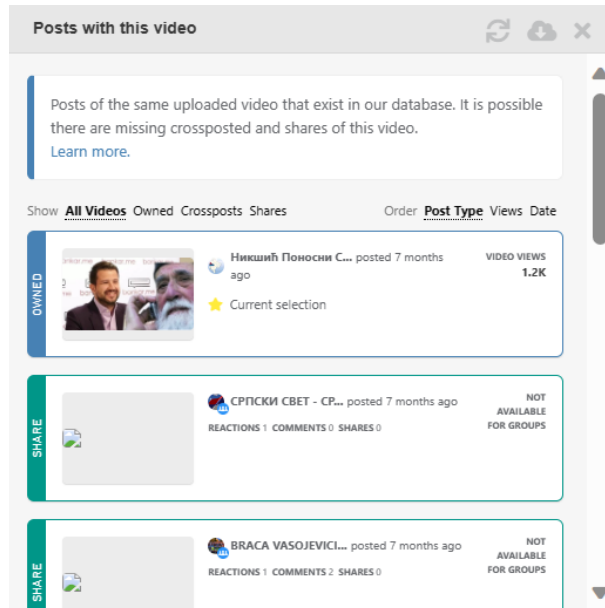 Posts with this video
Posts of the same uploaded video that exist in our database. It is possible
there are missing crossposted and shares of this video.
Learn more.
Show All Videos Owned Crossposts Shares
Order Post Type Views Date
OWNED
Никшић Поносни С... posted 7 months
ago
Current selection
VIDEO VIEWS
1.2K
SHARE
СРПСКИ СВЕТ - СР... posted 7 months ago
REACTIONS 1 COMMENTS 0 SHARES 0
NOT
AVAILABLE
FOR GROUPS
SHARE
BRACA VASOJEVICI... posted 7 months ago
REACTIONS 1 COMMENTS 2 SHARES 0
NOT
AVAILABLE
FOR GROUPS